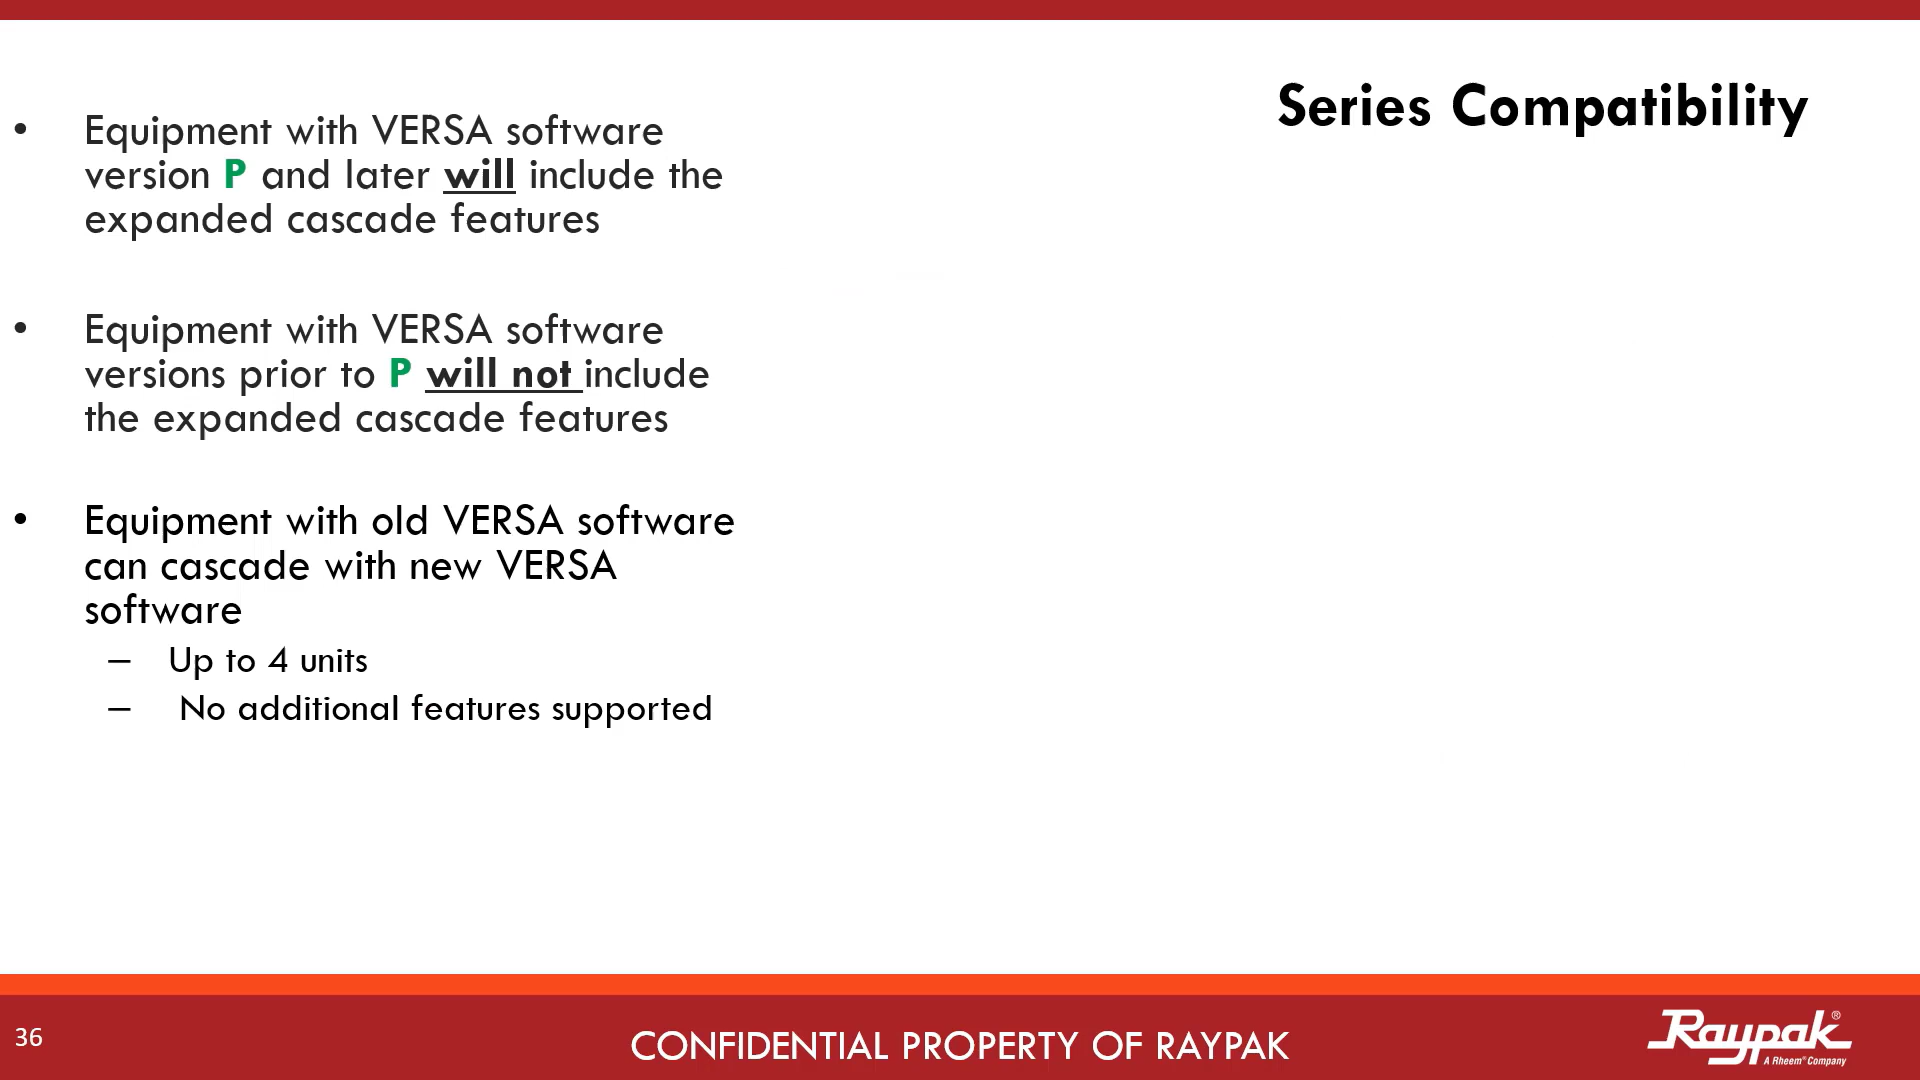 Series Compatibility
• Equipment with VERSA software
version P and later will include the
expanded cascade features
• Equipment with VERSA software
versions prior to P will not include
the expanded cascade features
• Equipment with old VERSA software
can cascade with new VERSA
software
– Up to 4 units
– No additional features supported
36
CONFIDENTIAL PROPERTY OF RAYPAK
Raypak®
A Rheem® Company